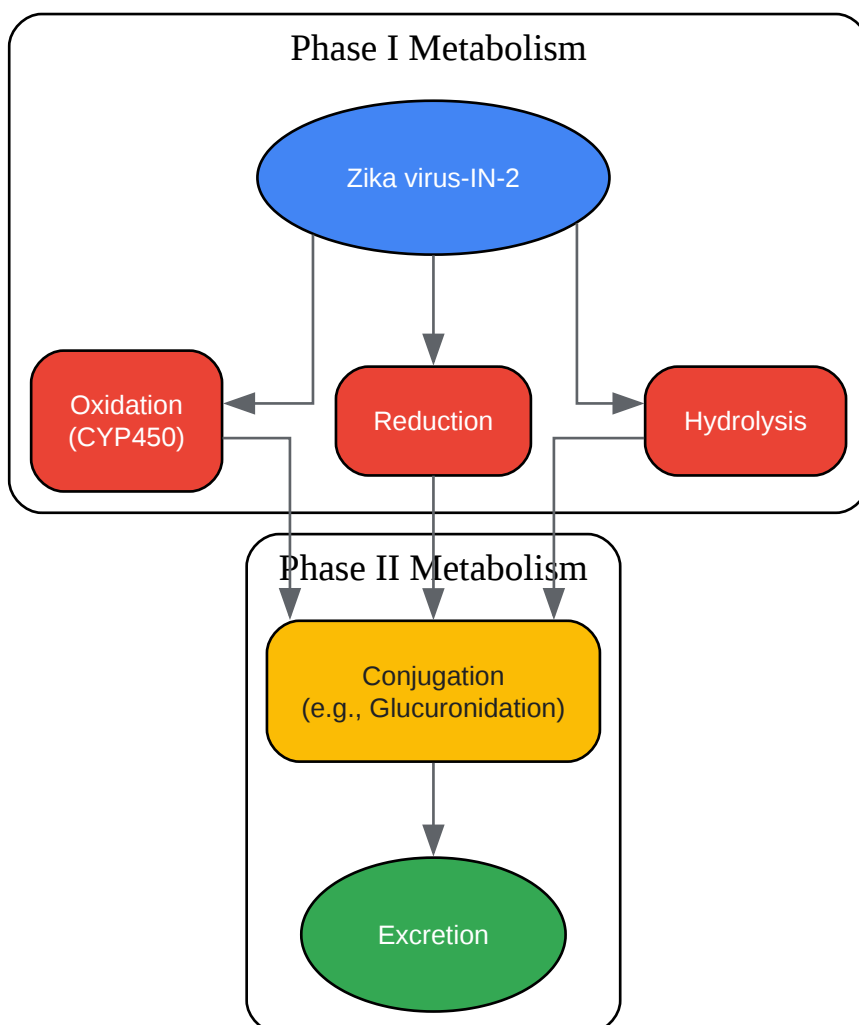 Phase I Metabolism
Zika virus-IN-2
Oxidation
(CYP450)
Reduction
Hydrolysis
Phase II Metabolism
Conjugation
(e.g., Glucuronidation)
Excretion